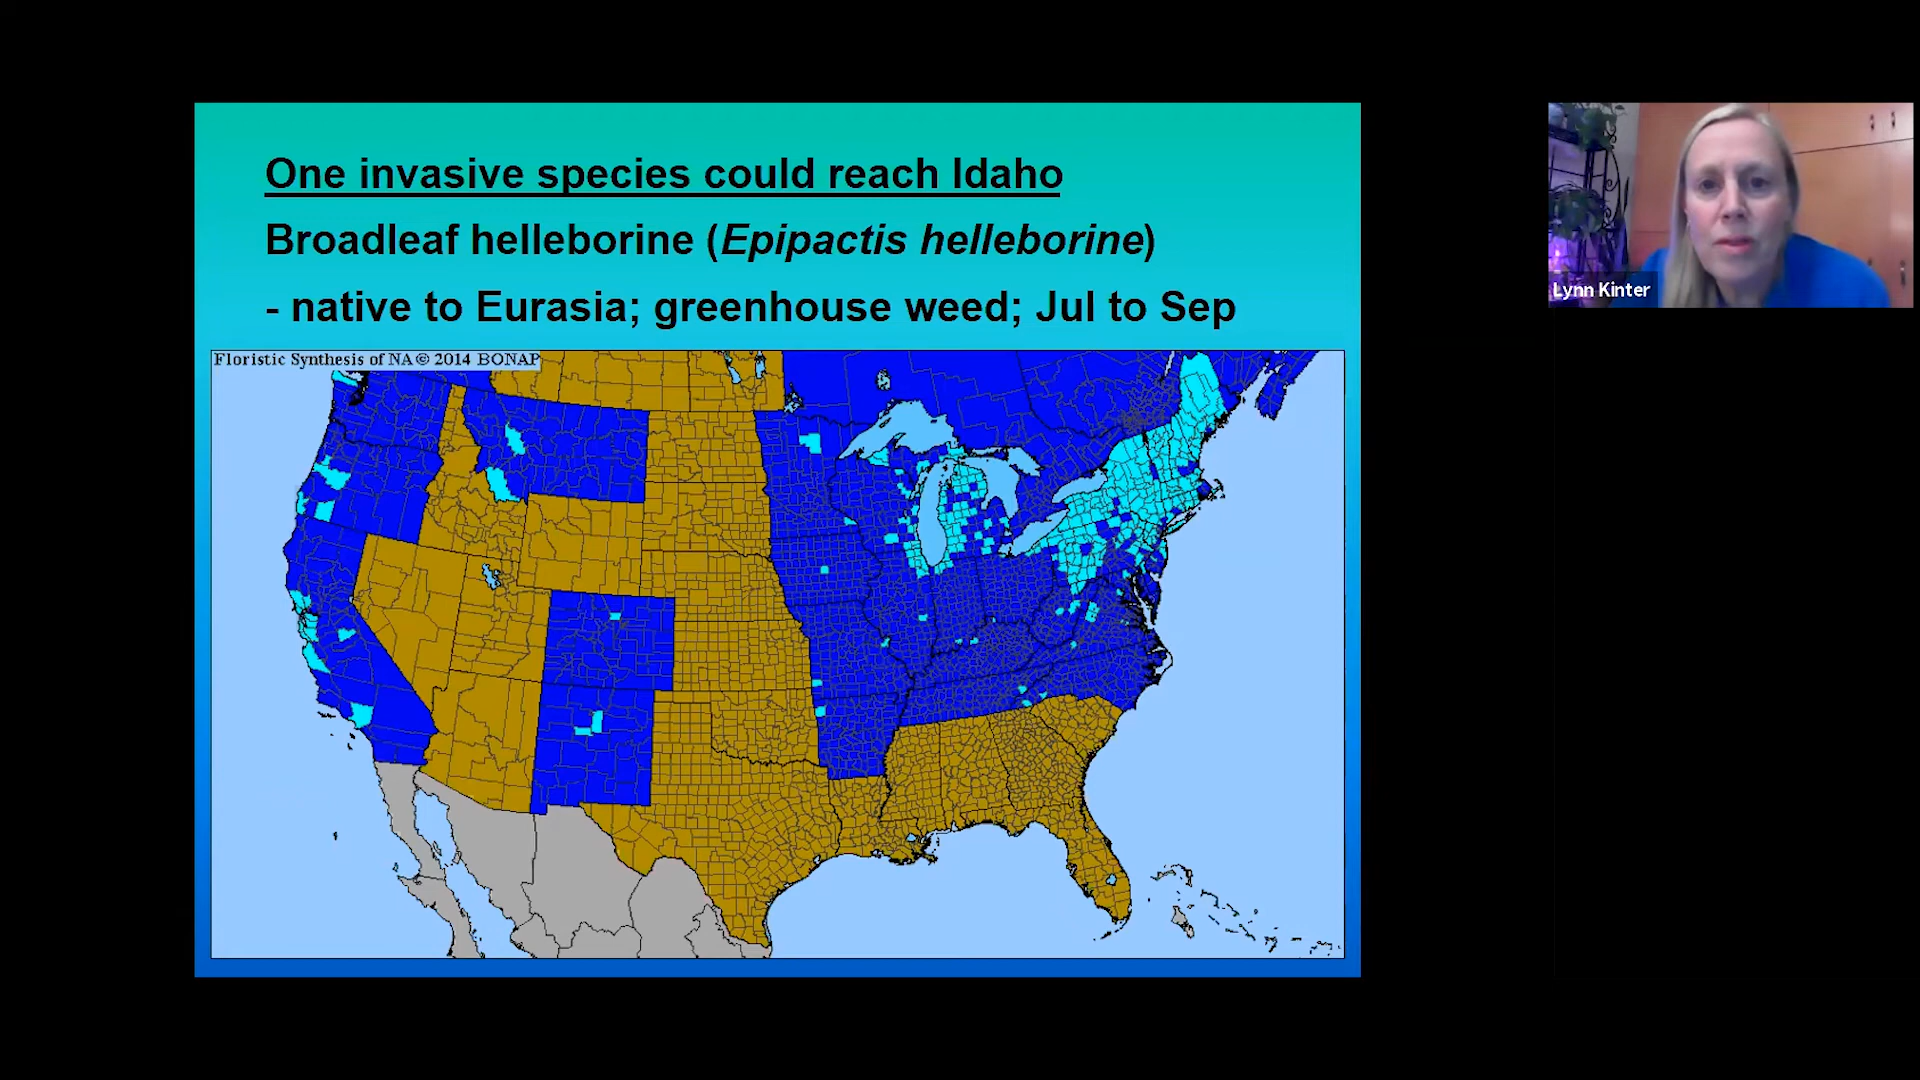 One invasive species could reach Idaho
Broadleaf helleborine (Epipactis helleborine)
- native to Eurasia; greenhouse weed; Jul to Sep
Floristic Synthesis of NA © 2014 BONAP
Lynn Kinter